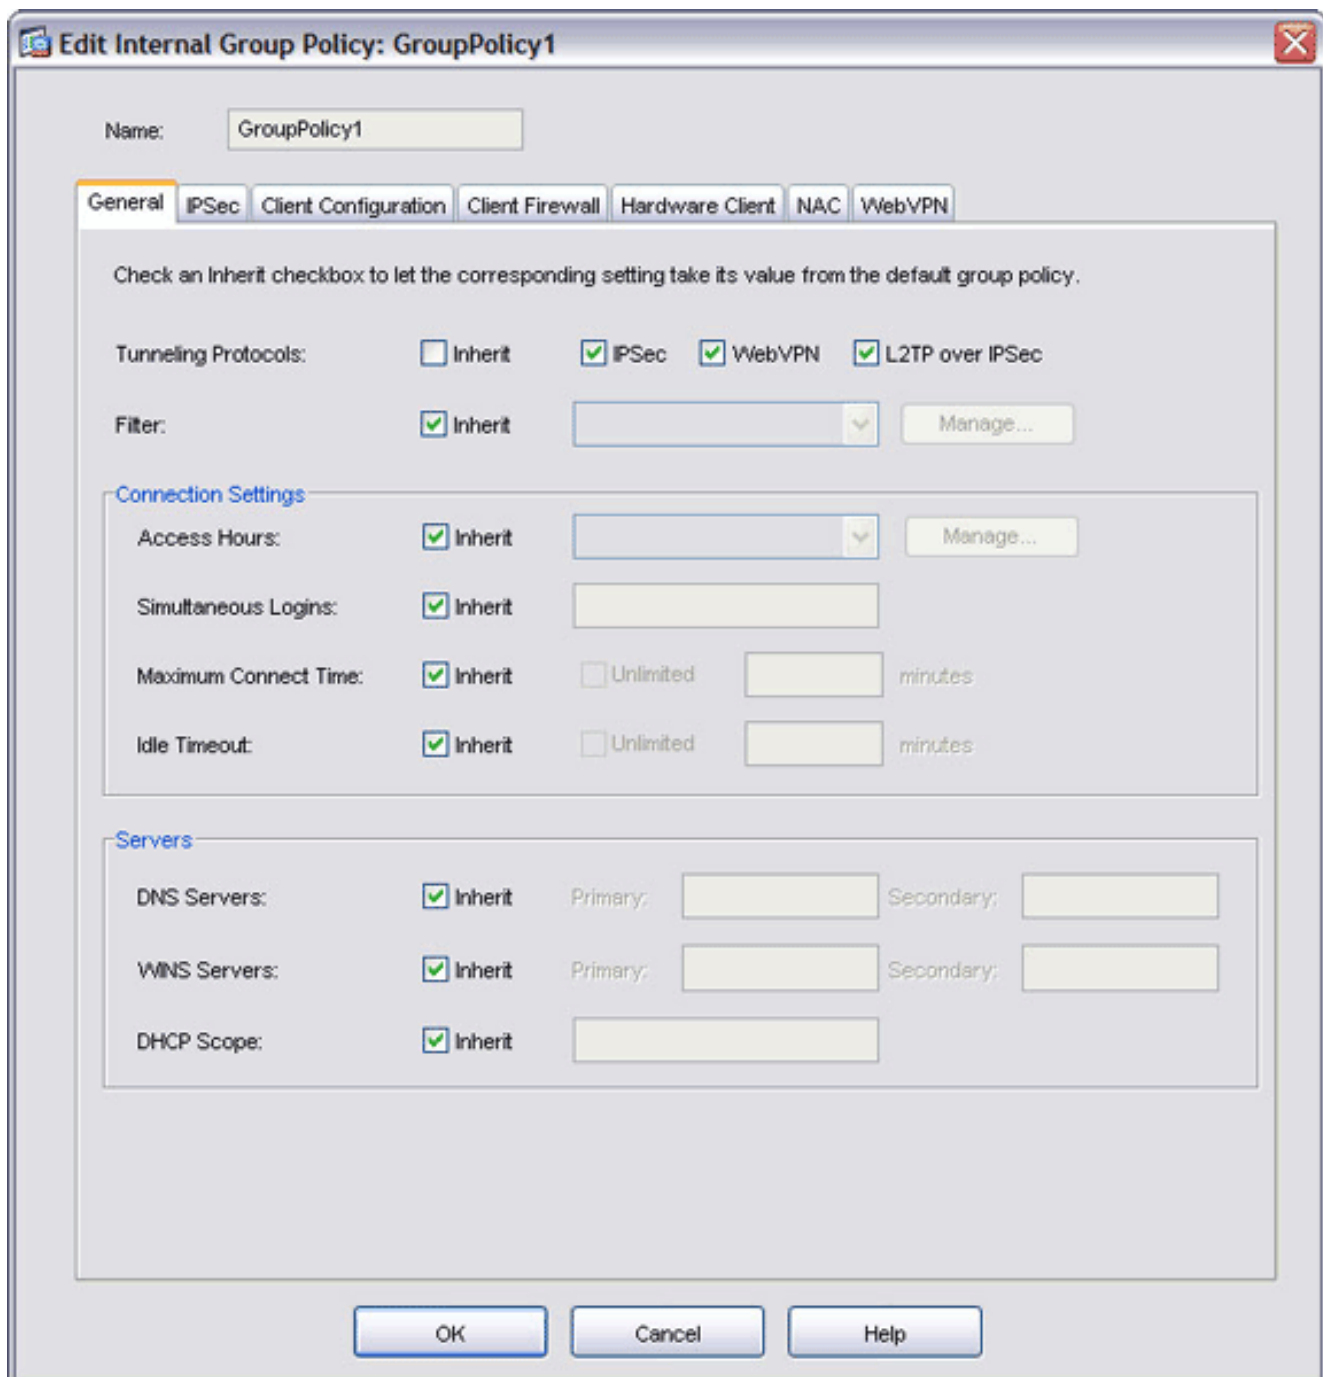 Edit Internal Group Policy: GroupPolicy1
Name: GroupPolicy1
General IPSec Client Configuration Client Firewall Hardware Client NAC WebVPN
Check an Inherit checkbox to let the corresponding setting take its value from the default group policy.
Tunneling Protocols: Inherit IPSec WebVPN L2TP over IPSec
Filter: Inherit Manage...
Connection Settings
Access Hours: Inherit Manage...
Simultaneous Logins: Inherit
Maximum Connect Time: Inherit Unlimited minutes
Idle Timeout: Inherit Unlimited minutes
Servers
DNS Servers: Inherit Primary: Secondary:
WINS Servers: Inherit Primary: Secondary:
DHCP Scope: Inherit
OK Cancel Help